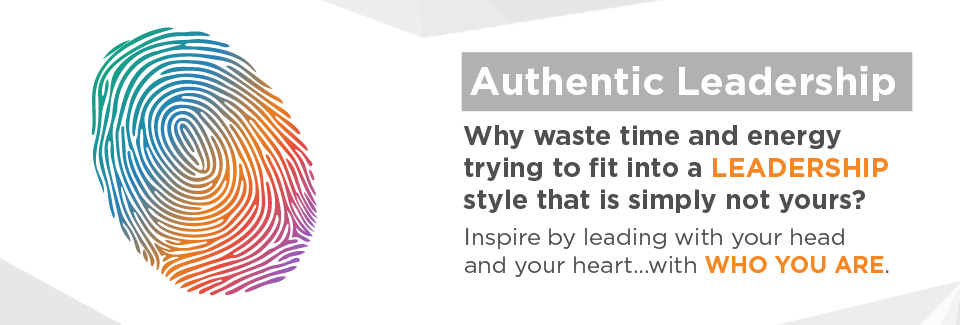 Authentic Leadership
Why waste time and energy
trying to fit into a LEADERSHIP
style that is simply not yours?
Inspire by leading with your head
and your heart...with WHO YOU ARE.